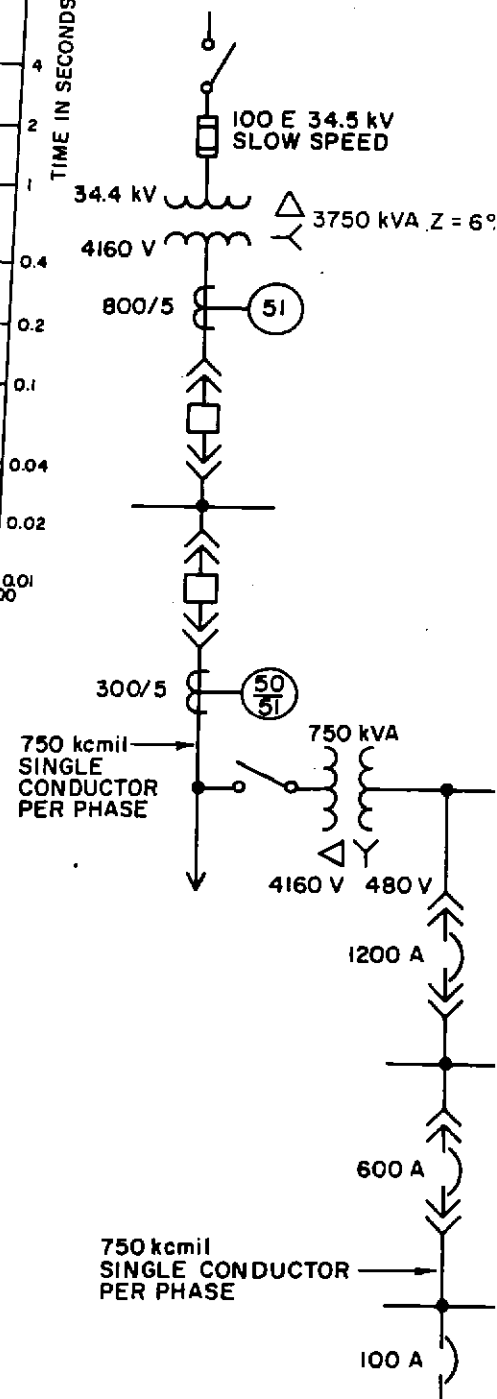 TIME IN SECONDS
4
2
1
0.4
0.2
0.1
0.04
0.02
0.01
100 E 34.5 kV
SLOW SPEED
34.4 kV
3750 kVA Z = 6%
4160 V
800/5
51
300/5
50
51
750 kcmil
SINGLE
CONDUCTOR
PER PHASE
750 kVA
4160 V 480 V
1200 A
600 A
750 kcmil
SINGLE CONDUCTOR
PER PHASE
100 A